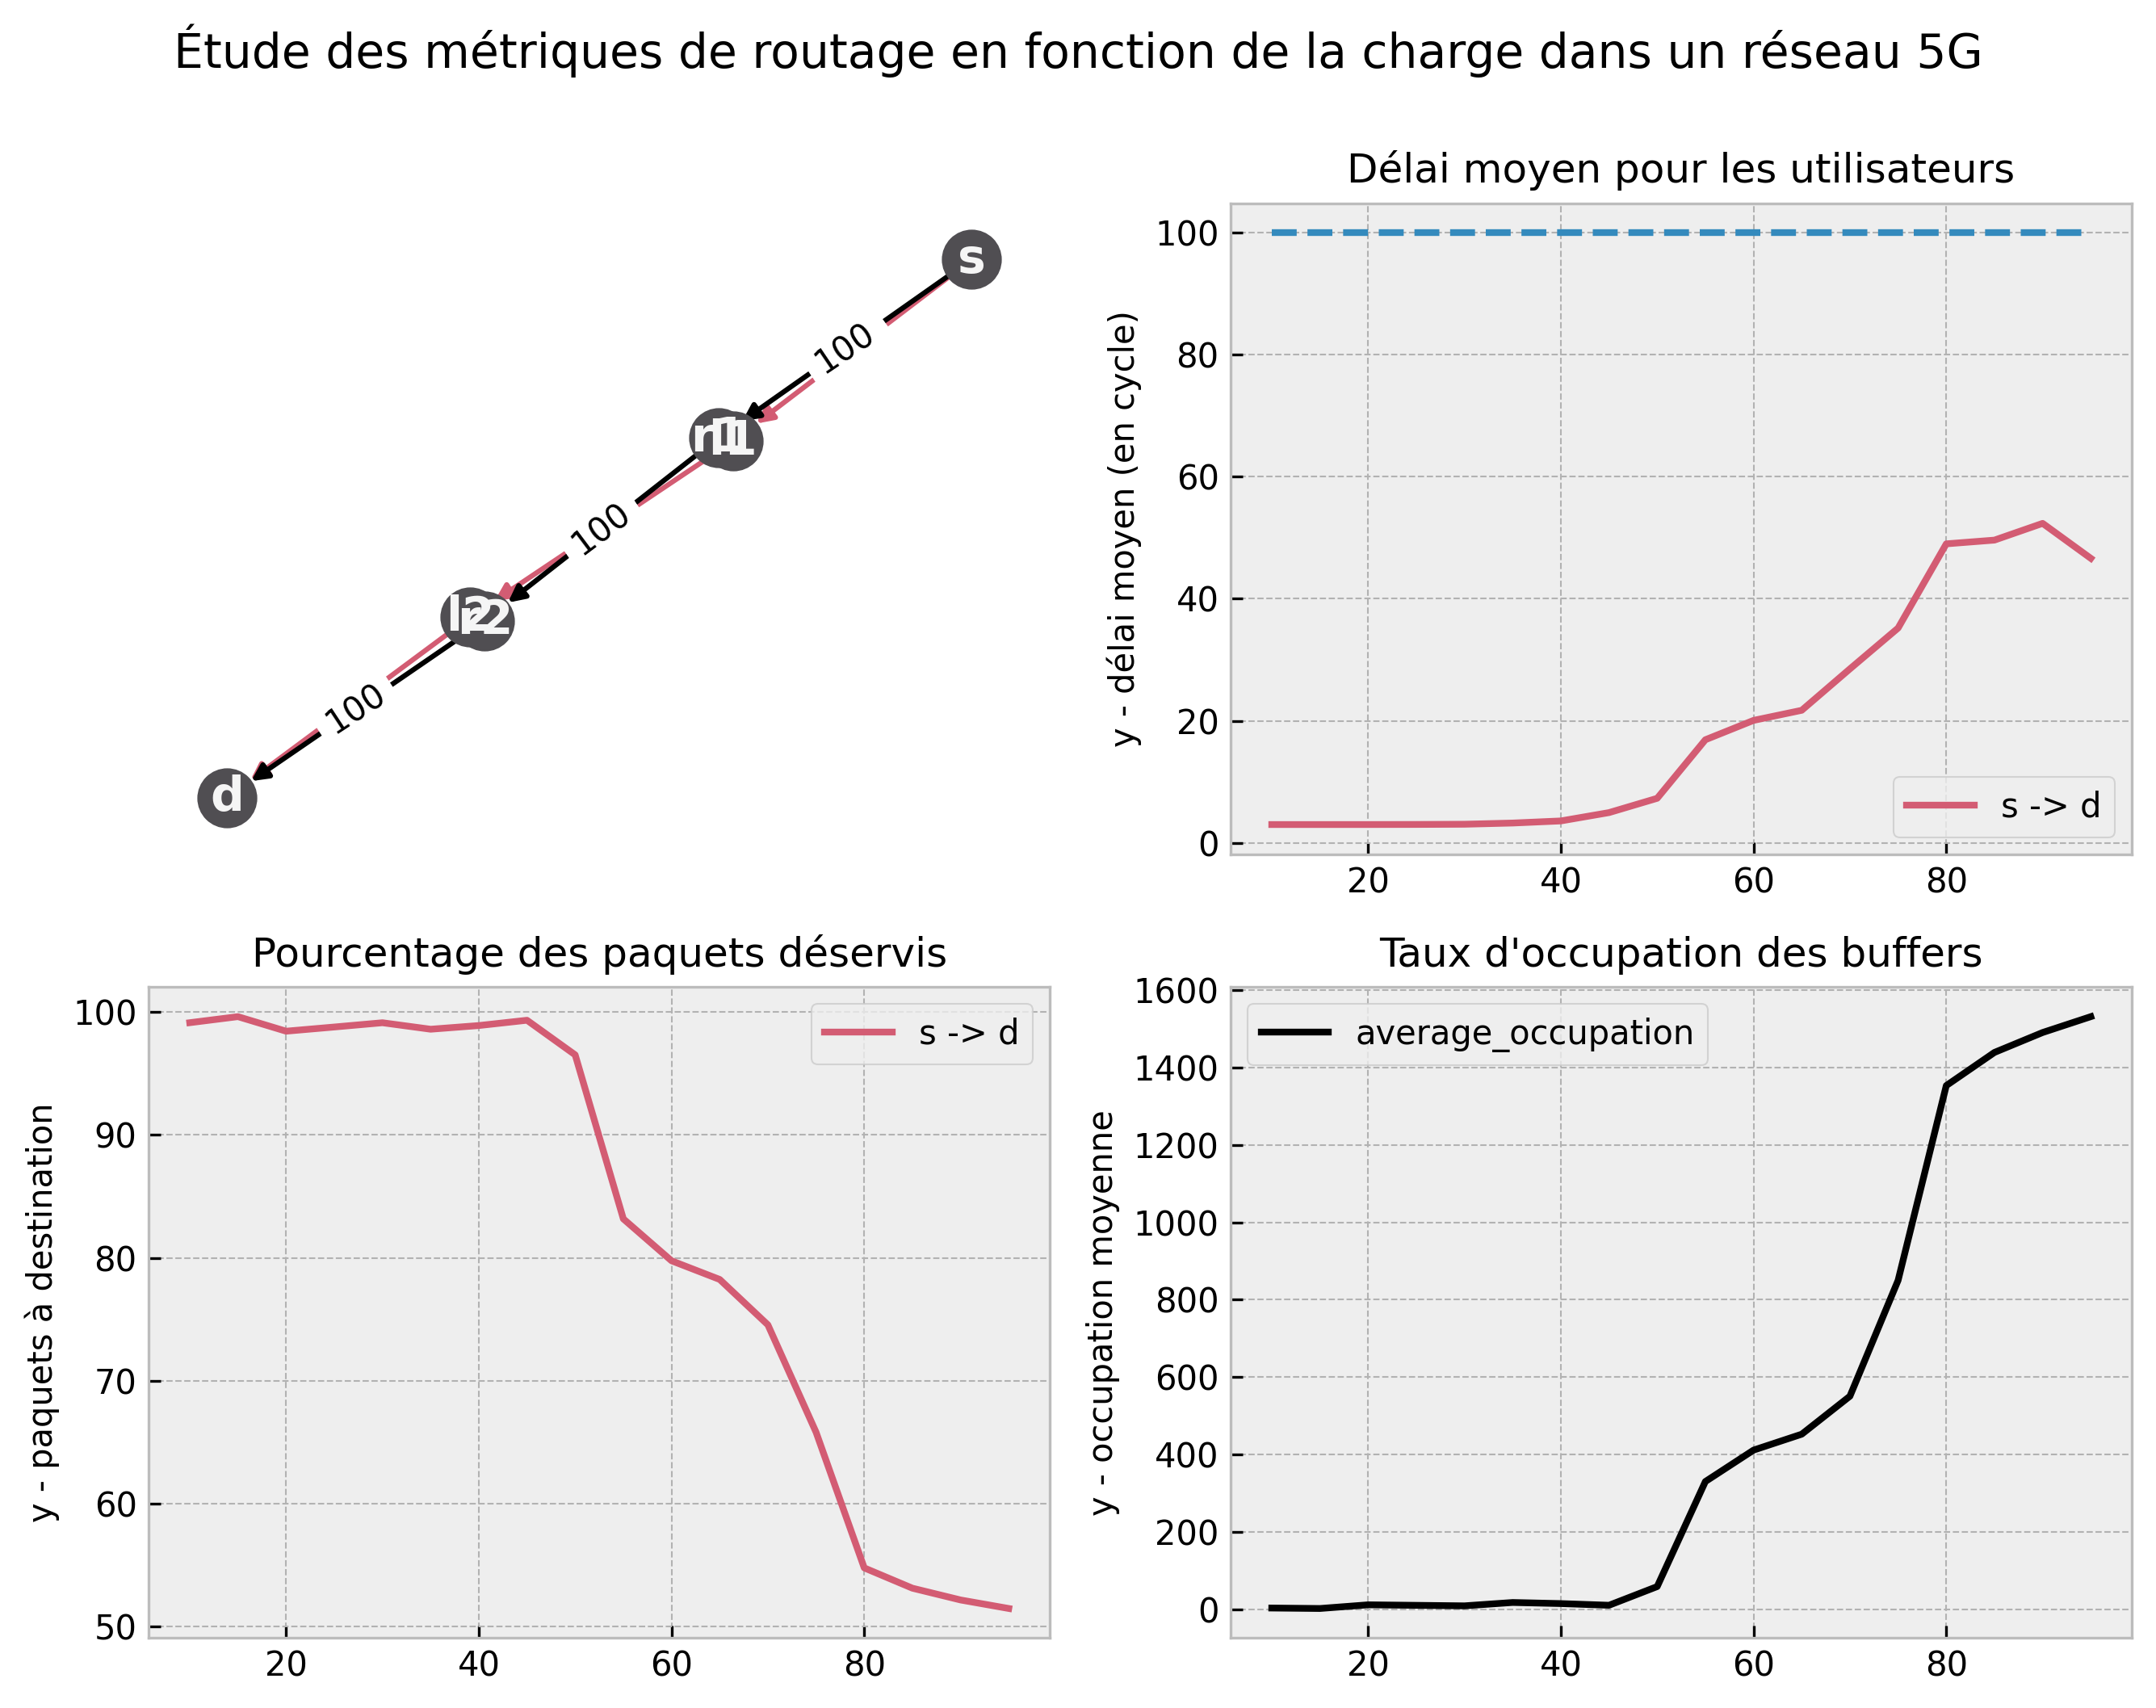 Étude des métriques de routage en fonction de la charge dans un réseau 5G
s
100
100
l2
r2
100
d
Délai moyen pour les utilisateurs
y - délai moyen (en cycle)
100
80
60
40
20
0
s -> d
20 40 60 80
Pourcentage des paquets déservis
y - paquets à destination
100
90
80
70
60
50
s -> d
20 40 60 80
Taux d'occupation des buffers
y - occupation moyenne
1600
1400
1200
1000
800
600
400
200
0
average_occupation
20 40 60 80